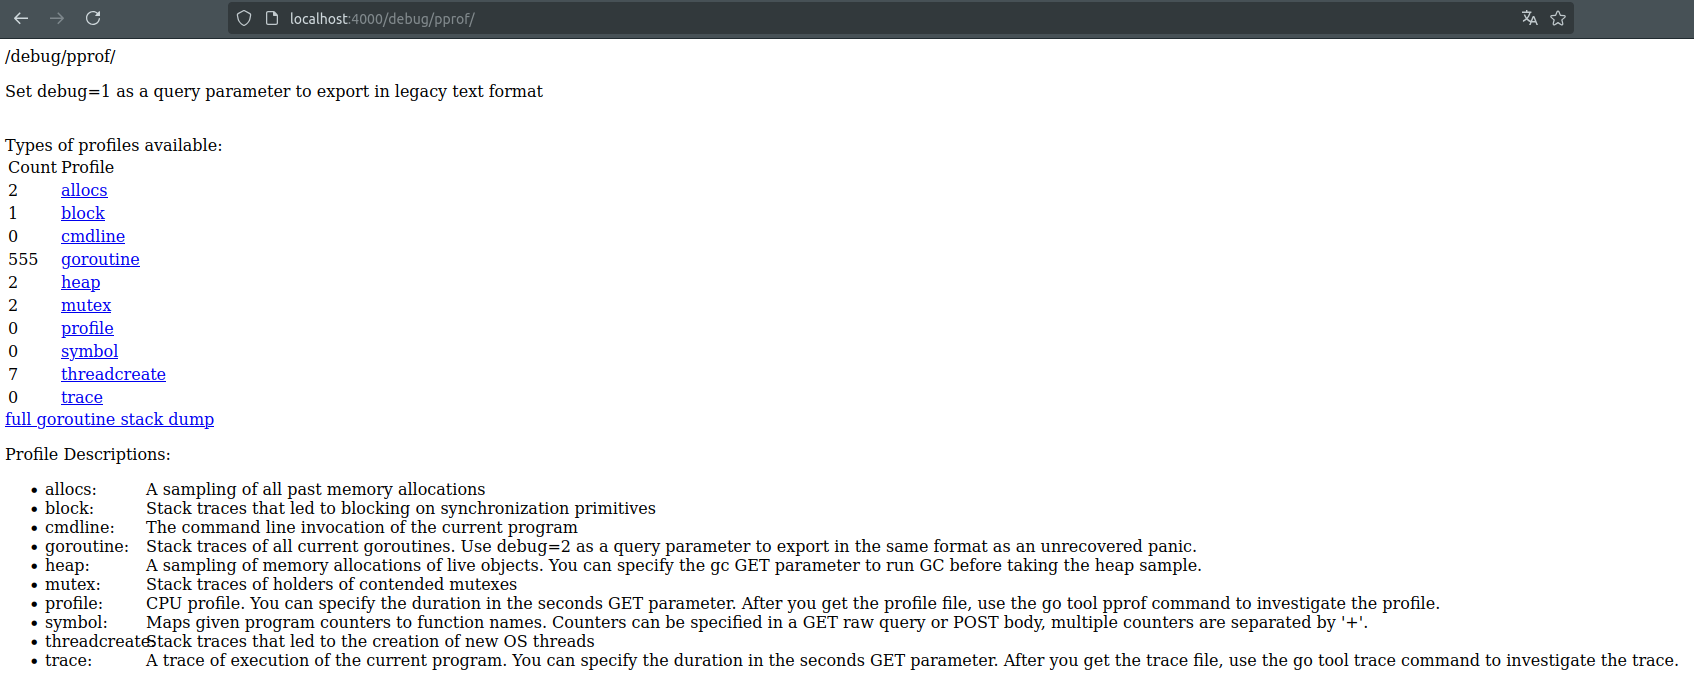 localhost:4000/debug/pprof/
/debug/pprof/
Set debug=1 as a query parameter to export in legacy text format
Types of profiles available:
Count Profile
2 allocs
1 block
0 cmdline
555 goroutine
2 heap
2 mutex
0 profile
0 symbol
7 threadcreate
0 trace
full goroutine stack dump
Profile Descriptions:
• allocs: A sampling of all past memory allocations
• block: Stack traces that led to blocking on synchronization primitives
• cmdline: The command line invocation of the current program
• goroutine: Stack traces of all current goroutines. Use debug=2 as a query parameter to export in the same format as an unrecovered panic.
• heap: A sampling of memory allocations of live objects. You can specify the gc GET parameter to run GC before taking the heap sample.
• mutex: Stack traces of holders of contended mutexes
• profile: CPU profile. You can specify the duration in the seconds GET parameter. After you get the profile file, use the go tool pprof command to investigate the profile.
• symbol: Maps given program counters to function names. Counters can be specified in a GET raw query or POST body, multiple counters are separated by '+'.
• threadcreate: Stack traces that led to the creation of new OS threads
• trace: A trace of execution of the current program. You can specify the duration in the seconds GET parameter. After you get the trace file, use the go tool trace command to investigate the trace.